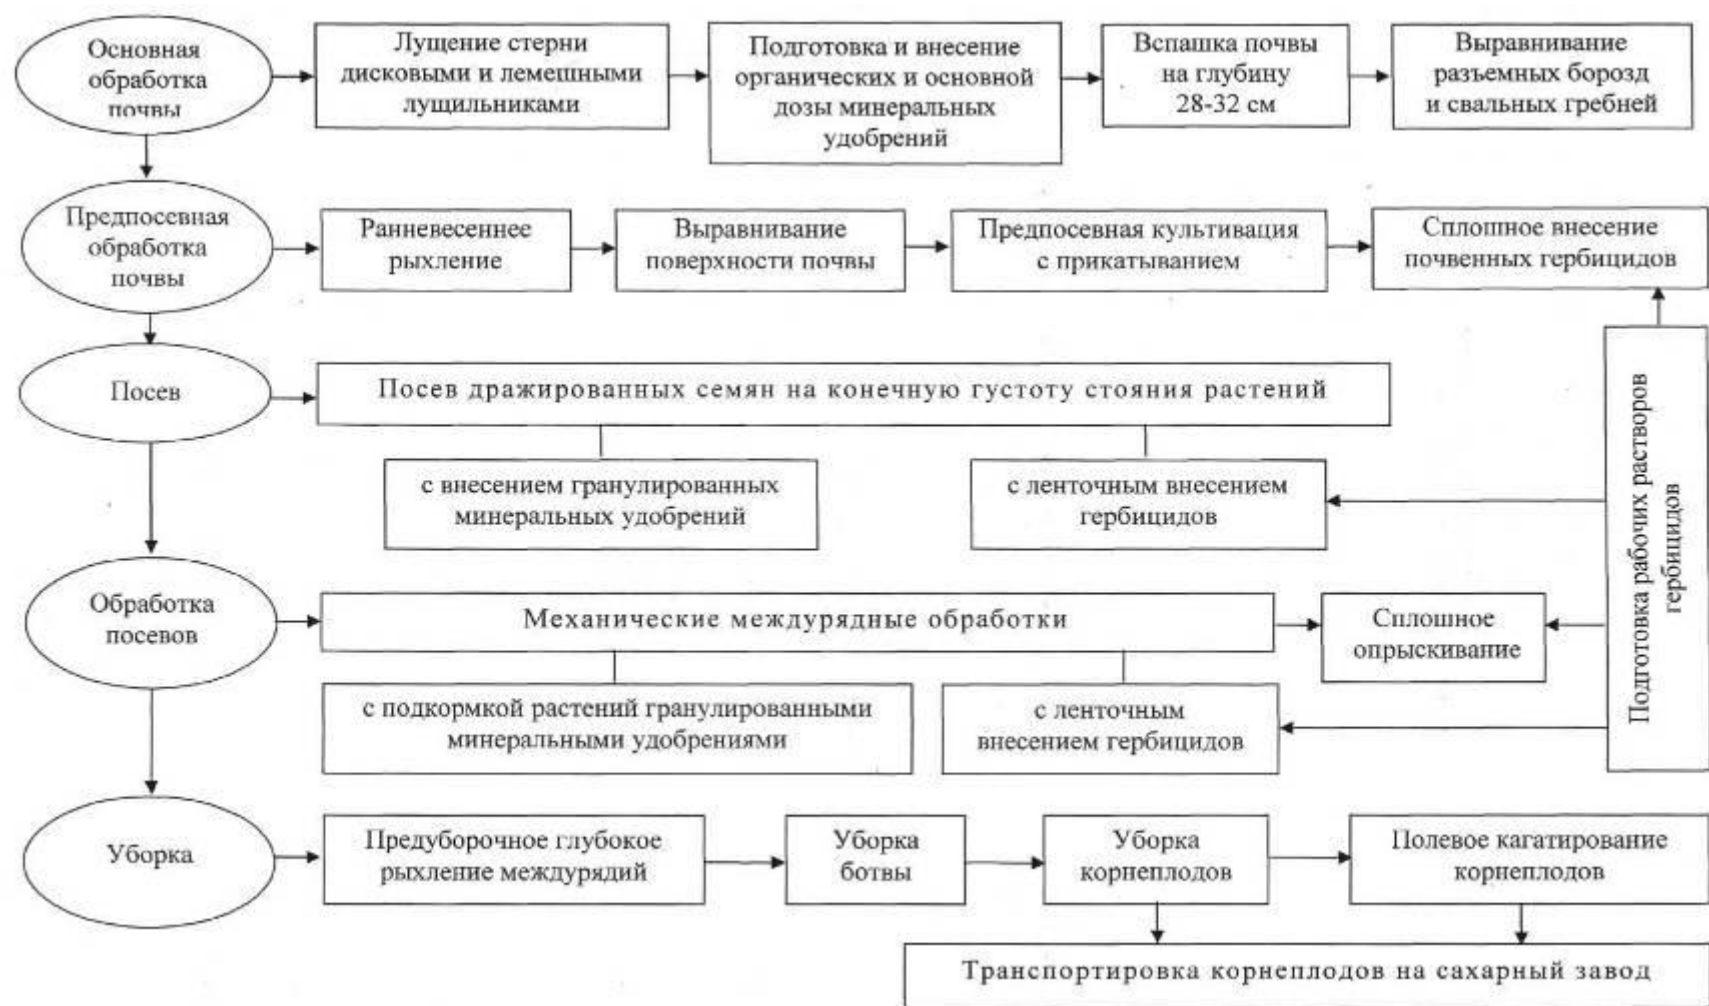 Основная
обработка
почвы
Лущение стерни
дисковыми и лемешными
лущильниками
Подготовка и внесение
органических и основной
дозы минеральных
удобрений
Вспашка почвы
на глубину
28-32 см
Выравнивание
разъемных борозд
и свальных гребней
Предпосевная
обработка
почвы
Ранневесеннее
рыхление
Выравнивание
поверхности почвы
Предпосевная культивация
с прикатыванием
Сплошное внесение
почвенных гербицидов
Посев
Посев дражированных семян на конечную густоту стояния растений
с внесением гранулированных
минеральных удобрений
с ленточным внесением
гербицидов
Подготовка рабочих растворов
гербицидов
Обработка
посевов
Механические междурядные обработки
Сплошное
опрыскивание
с подкормкой растений гранулированными
минеральными удобрениями
с ленточным
внесением гербицидов
Уборка
Предуборочное глубокое
рыхление междурядий
Уборка
ботвы
Уборка
корнеплодов
Полевое кагатирование
корнеплодов
Транспортировка корнеплодов на сахарный завод